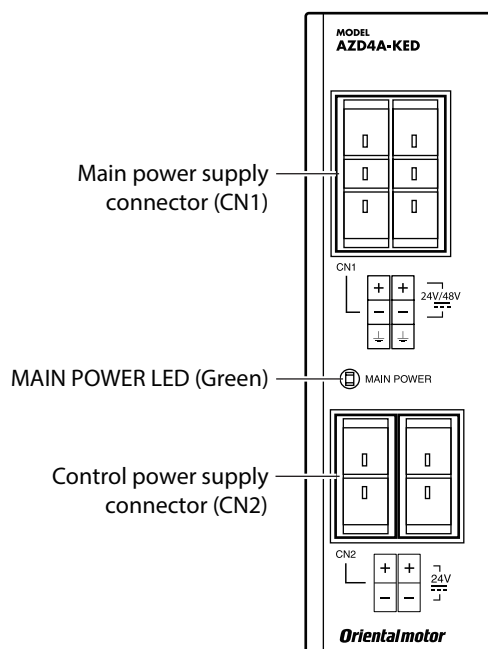 MODEL
AZD4A-KED
Main power supply
connector (CN1)
CN1
+ +
24V/48V
− −
MAIN POWER LED (Green)
MAIN POWER
Control power supply
connector (CN2)
CN2
+ +
24V
− −
Orientalmotor